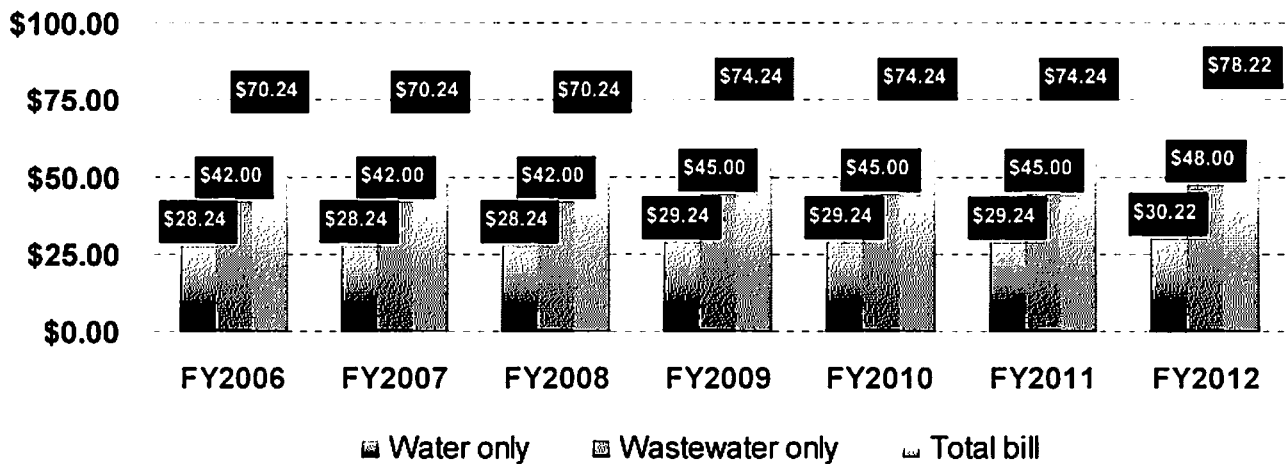 $100.00
$70.24 $70.24 $70.24 $74.24 $74.24 $74.24 $78.22
$75.00
$42.00 $42.00 $42.00 $45.00 $45.00 $45.00 $48.00
$50.00
$28.24 $28.24 $28.24 $29.24 $29.24 $29.24 $30.22
$25.00
$0.00
FY2006 FY2007 FY2008 FY2009 FY2010 FY2011 FY2012
Water only Wastewater only Total bill